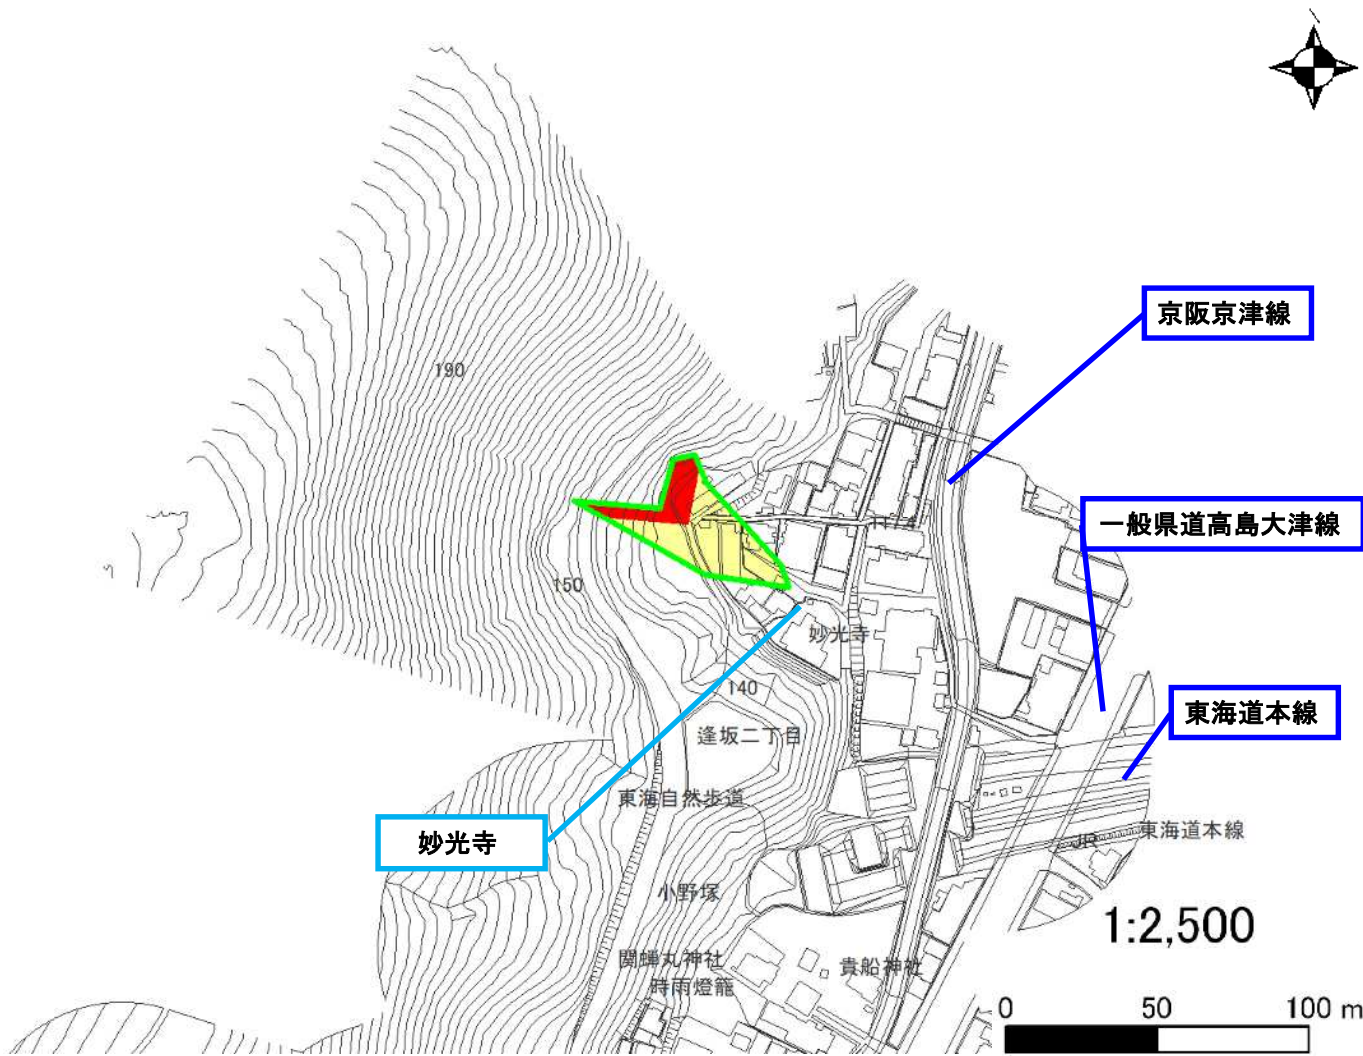 京阪京津線
190
一般県道高島大津線
150
妙光寺
140
東海道本線
逢坂二丁目
東海自然歩道
妙光寺
JR
東海道本線
小野塚
1:2,500
関蝉丸神社
時雨燈籠
貴船神社
0 50 100 m